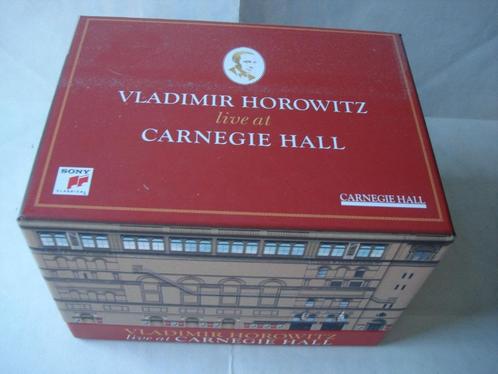 VLADIMIR HOROWITZ
live at
CARNEGIE HALL
SONY
CLASSICAL
CARNEGIE HALL
VLADIMIR HOROWITZ
live at CARNEGIE HALL